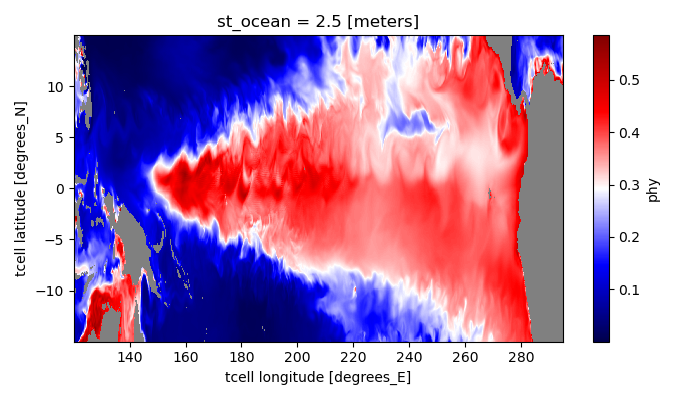 st_ocean = 2.5 [meters]
tcell latitude [degrees_N]
10
5
0
−5
−10
140 160 180 200 220 240 260 280
tcell longitude [degrees_E]
0.5
0.4
0.3
0.2
0.1
phy